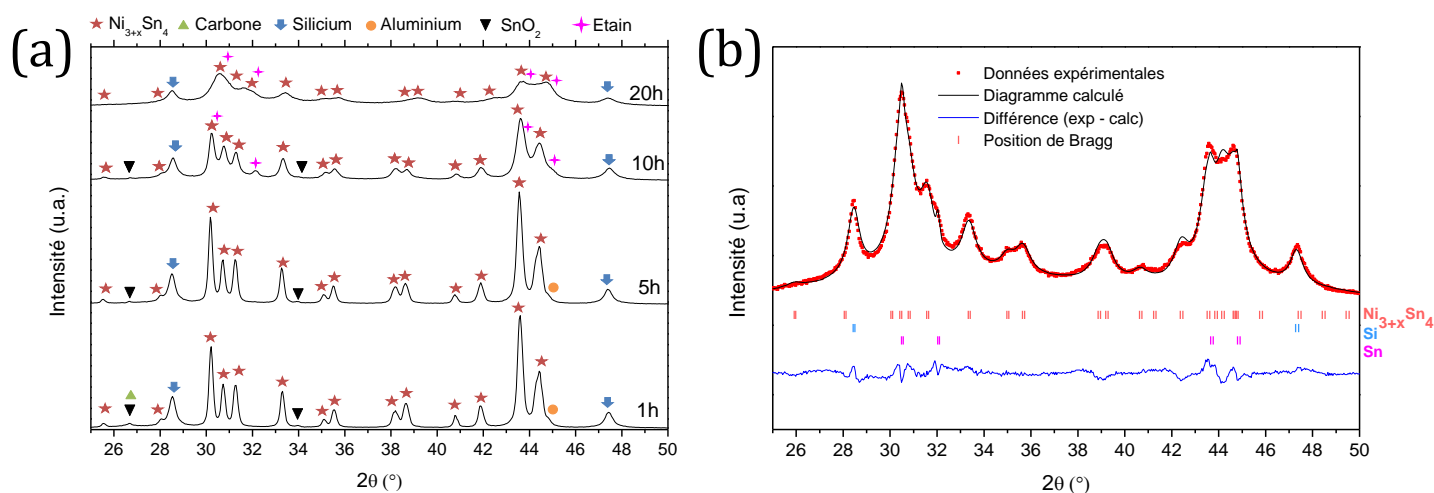 (a)
Ni3+xSn4 Carbone Silicium Aluminium SnO2 Etain
20h
10h
5h
1h
Intensité (u.a.)
25 28 30 32 34 36 38 40 42 44 46 48 50
2θ (°)
(b)
Données expérimentales
Diagramme calculé
Différence (exp - calc)
Position de Bragg
Ni3+xSn4
Si
Sn
Intensité (u.a)
26 28 30 32 34 36 38 40 42 44 46 48 50
2θ (°)